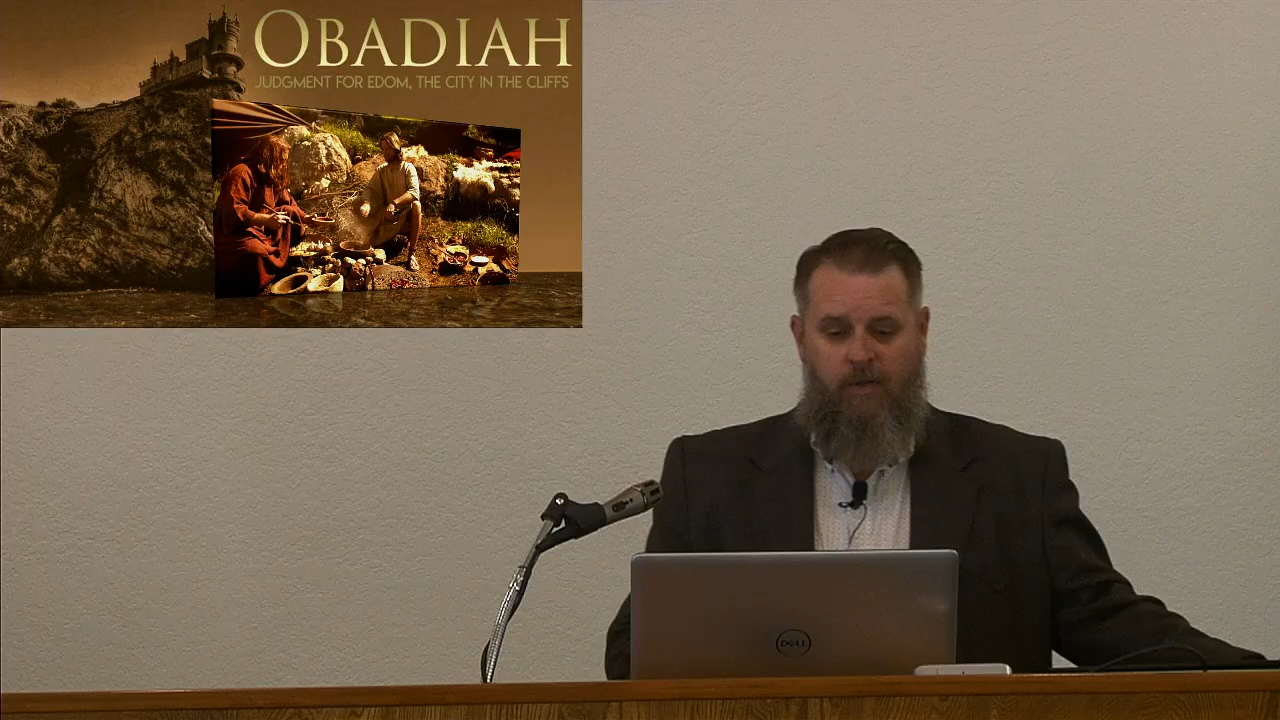 OBADIAH
JUDGMENT FOR EDOM, THE CITY IN THE CLIFFS
DELL